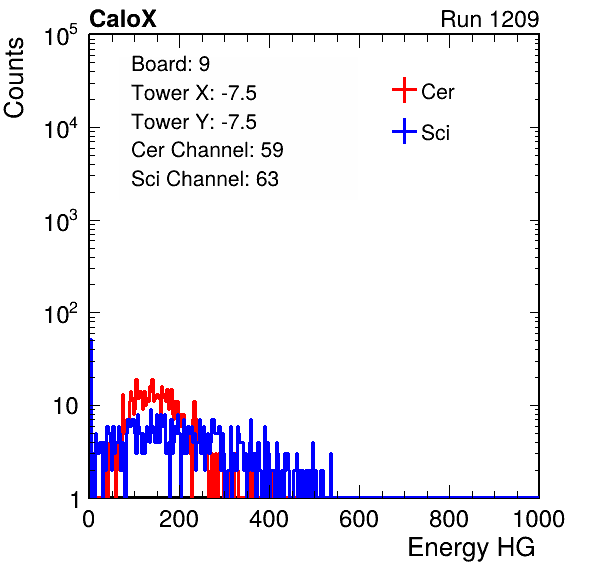 CaloX Run 1209
Counts
Board: 9
Tower X: -7.5
Tower Y: -7.5
Cer Channel: 59
Sci Channel: 63
Cer
Sci
10^5
10^4
10^3
10^2
10
1
0 200 400 600 800 1000
Energy HG